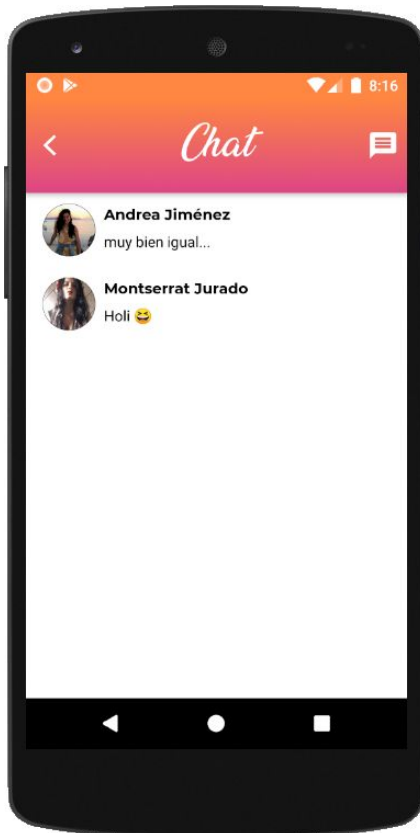 8:16
Chat
Andrea Jiménez
muy bien igual...
Montserrat Jurado
Holi 😆